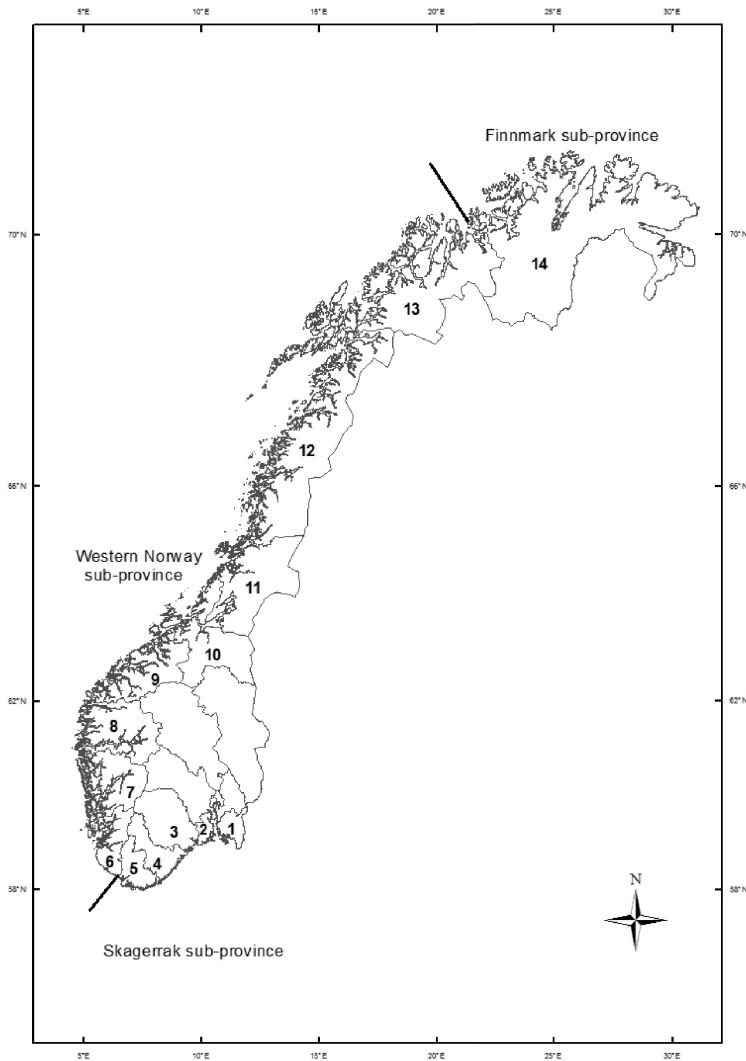 5°E 10°E 15°E 20°E 25°E 30°E
Finnmark sub-province
70°N 70°N
14
13
12
66°N 66°N
Western Norway
sub-province
11
10
9
62°N 62°N
8
7
3 2 1
6 5 4
58°N 58°N
N
Skagerrak sub-province
5°E 10°E 15°E 20°E 25°E 30°E